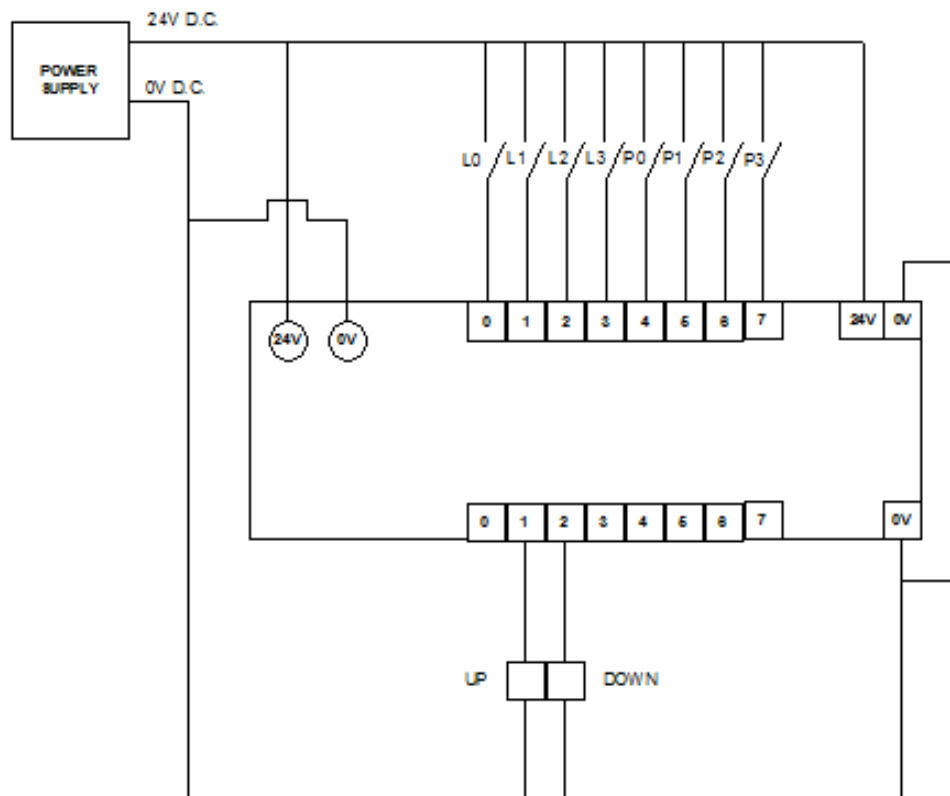 24V D.C.
POWER
SUPPLY
0V D.C.
L0 L1 L2 L3 P0 P1 P2 P3
24V 0V 0 1 2 3 4 5 6 7 24V 0V
0 1 2 3 4 5 6 7 0V
UP DOWN